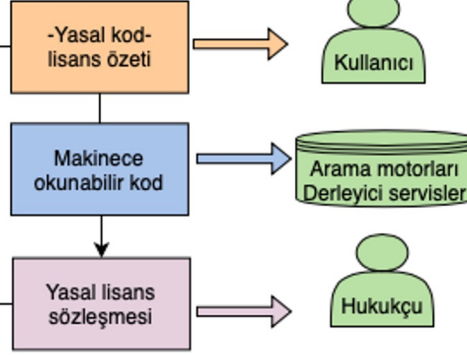 -Yasal kod-
lisans özeti
Kullanıcı
Makinece
okunabilir kod
Arama motorları
Derleyici servisler
Yasal lisans
sözleşmesi
Hukukçu